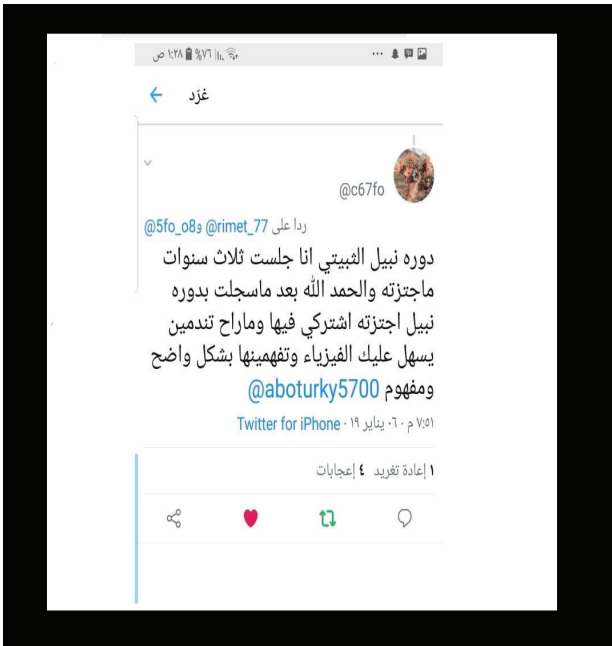 ١:٢٨ ص ٧٦%
غرّد
@c67fo
ردا على @rimet_77 و@5fo_o8
دوره نبيل الثبيتي انا جلست ثلاث سنوات
ماجتزته والحمد الله بعد ماسجلت بدوره
نبيل اجتزته اشتركي فيها وماراح تندمين
يسهل عليك الفيزياء وتفهمينها بشكل واضح
ومفهوم @aboturky5700
٧:٥١ م · ٠٦ يناير ١٩ · Twitter for iPhone
١ إعادة تغريد ٤ إعجابات